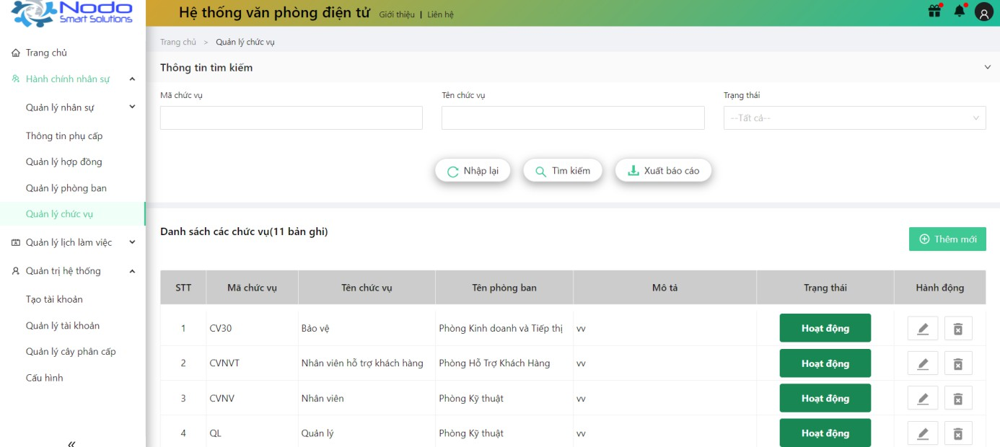 Nodo
Smart Solutions
Hệ thống văn phòng điện tử Giới thiệu | Liên hệ
Trang chủ > Quản lý chức vụ
Trang chủ
Hành chính nhân sự
Quản lý nhân sự
Thông tin phụ cấp
Quản lý hợp đồng
Quản lý phòng ban
Quản lý chức vụ
Quản lý lịch làm việc
Quản trị hệ thống
Tạo tài khoản
Quản lý tài khoản
Quản lý cây phân cấp
Cấu hình
«
Thông tin tìm kiếm
Mã chức vụ Tên chức vụ Trạng thái
--Tất cả--
Nhập lại Tìm kiếm Xuất báo cáo
Danh sách các chức vụ(11 bản ghi)
Thêm mới
STT Mã chức vụ Tên chức vụ Tên phòng ban Mô tả Trạng thái Hành động
1 CV30 Bảo vệ Phòng Kinh doanh và Tiếp thị vv Hoạt động
2 CVNVT Nhân viên hỗ trợ khách hàng Phòng Hỗ Trợ Khách Hàng vv Hoạt động
3 CVNV Nhân viên Phòng Kỹ thuật vv Hoạt động
4 QL Quản lý Phòng Kỹ thuật vv Hoạt động